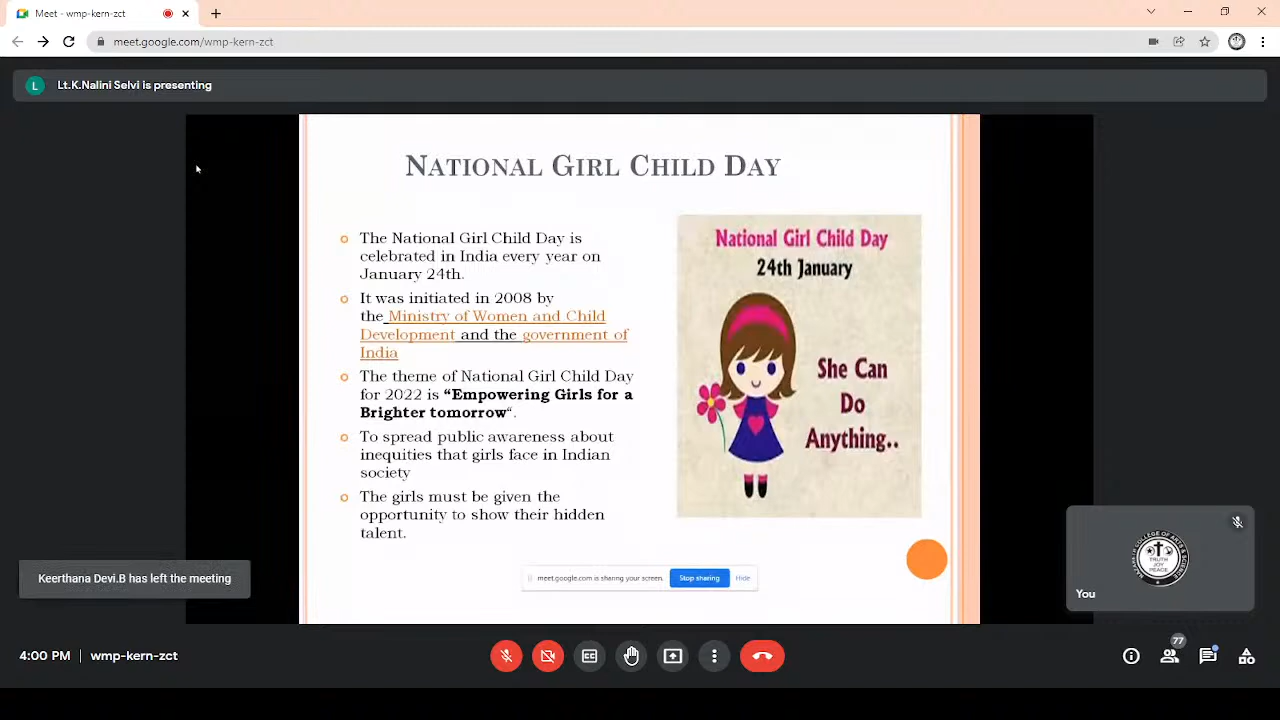 Meet - wmp-kern-zct
meet.google.com/wmp-kern-zct
L
Lt.K.Nalini Selvi is presenting
NATIONAL GIRL CHILD DAY
The National Girl Child Day is
celebrated in India every year on
January 24th.
It was initiated in 2008 by
the Ministry of Women and Child
Development and the government of
India
The theme of National Girl Child Day
for 2022 is “Empowering Girls for a
Brighter tomorrow“.
To spread public awareness about
inequities that girls face in Indian
society
The girls must be given the
opportunity to show their hidden
talent.
National Girl Child Day
24th January
She Can
Do
Anything..
meet.google.com is sharing your screen.
Stop sharing
Hide
Keerthana Devi.B has left the meeting
TRUTH
JOY
PEACE
You
4:00 PM
wmp-kern-zct
77